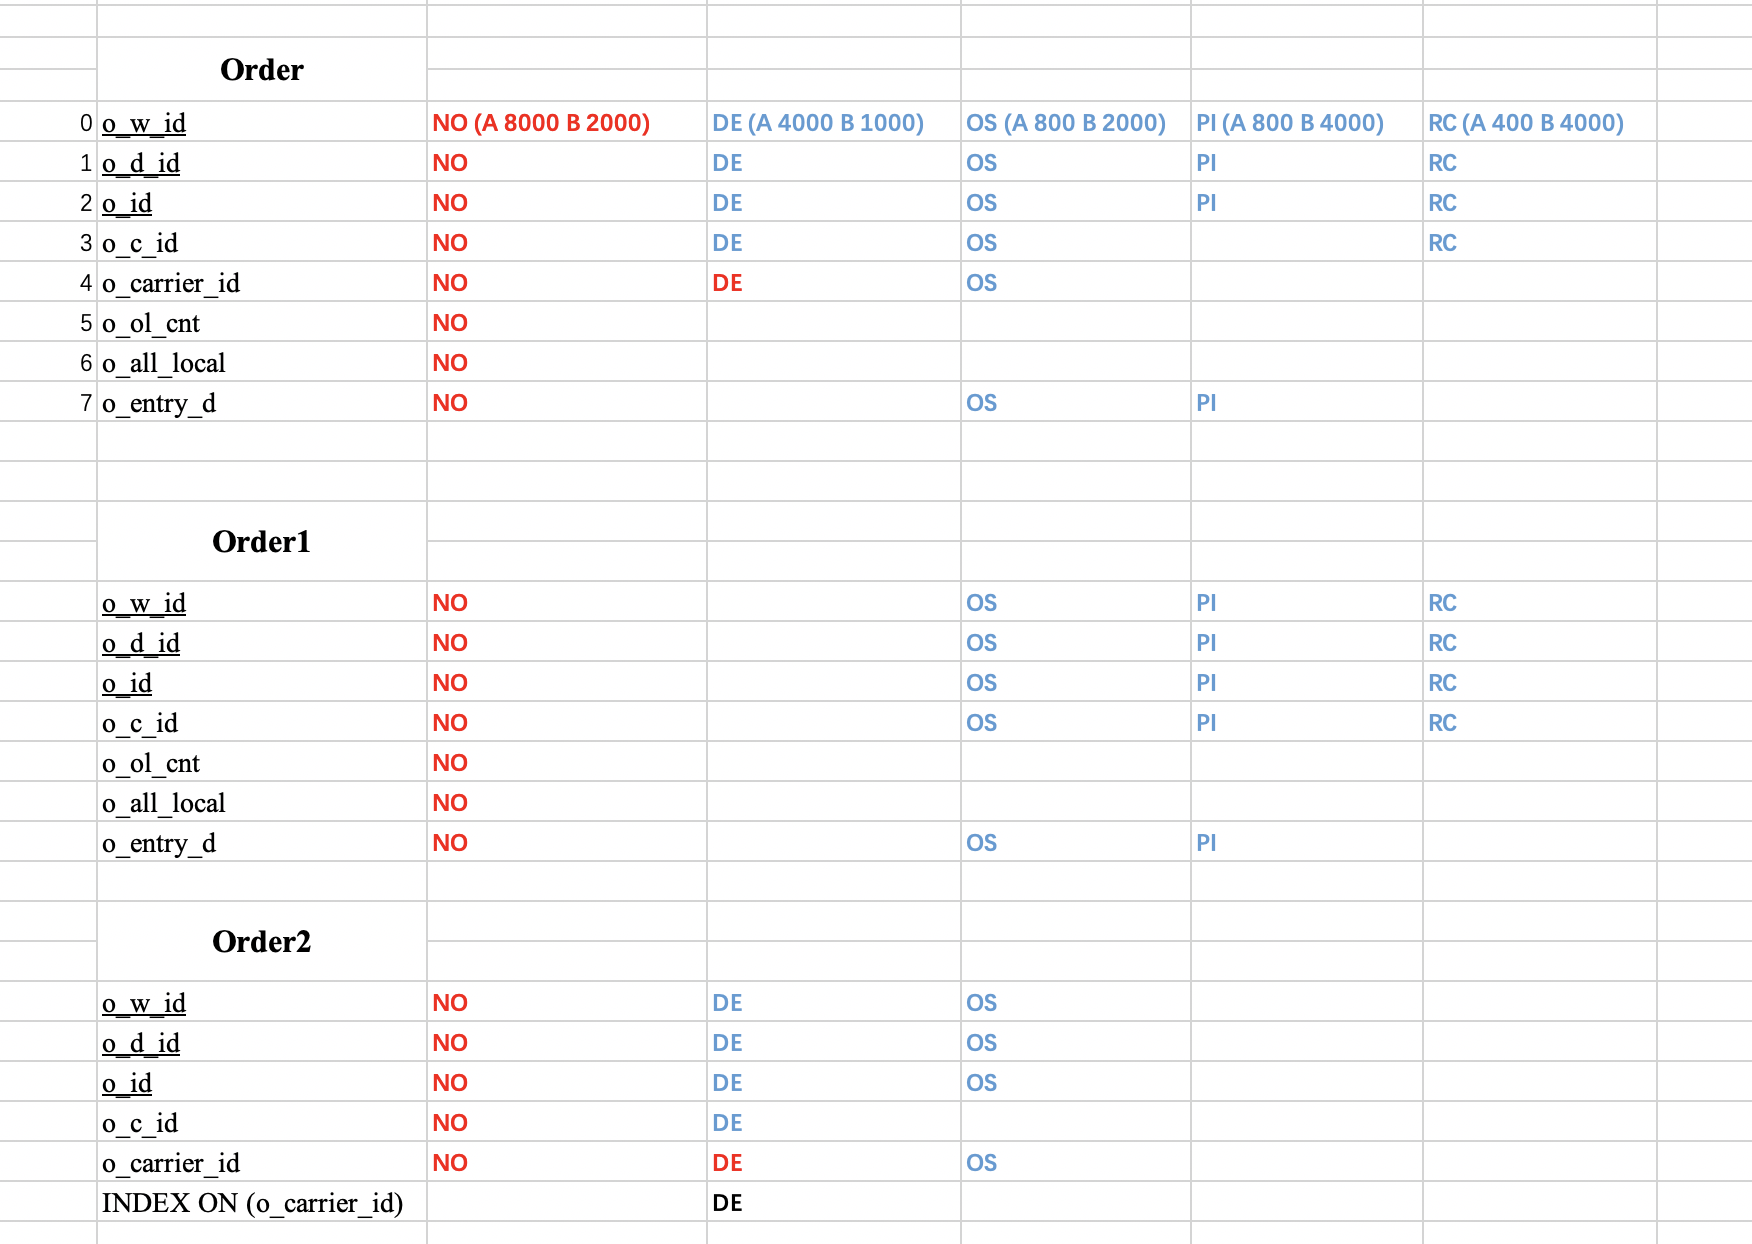 Order
0 o_w_id NO (A 8000 B 2000) DE (A 4000 B 1000) OS (A 800 B 2000) PI (A 800 B 4000) RC (A 400 B 4000)
1 o_d_id NO DE OS PI RC
2 o_id NO DE OS PI RC
3 o_c_id NO DE OS RC
4 o_carrier_id NO DE OS
5 o_ol_cnt NO
6 o_all_local NO
7 o_entry_d NO OS PI
Order1
o_w_id NO OS PI RC
o_d_id NO OS PI RC
o_id NO OS PI RC
o_c_id NO OS PI RC
o_ol_cnt NO
o_all_local NO
o_entry_d NO OS PI
Order2
o_w_id NO DE OS
o_d_id NO DE OS
o_id NO DE OS
o_c_id NO DE
o_carrier_id NO DE OS
INDEX ON (o_carrier_id) DE